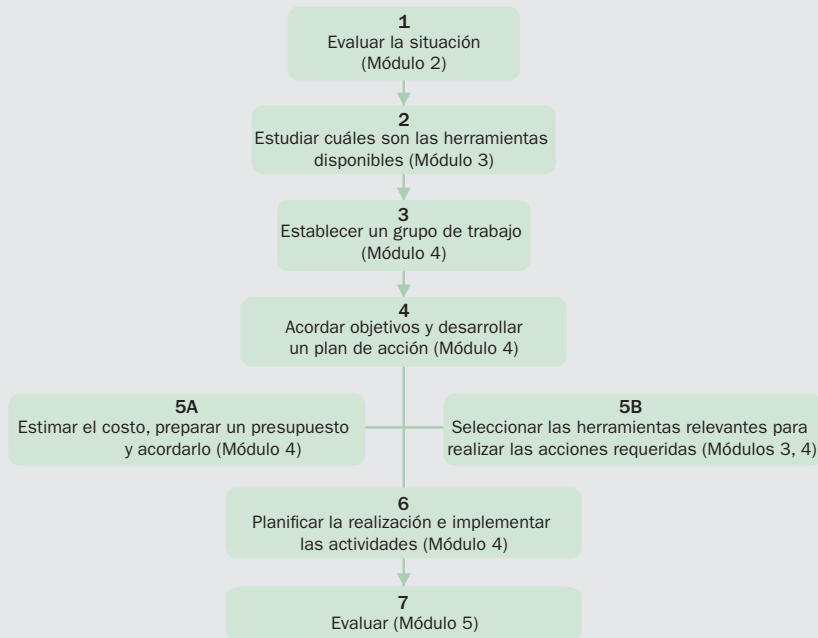 1
Evaluar la situación
(Módulo 2)
2
Estudiar cuáles son las herramientas
disponibles (Módulo 3)
3
Establecer un grupo de trabajo
(Módulo 4)
4
Acordar objetivos y desarrollar
un plan de acción (Módulo 4)
5A
Estimar el costo, preparar un presupuesto
y acordarlo (Módulo 4)
5B
Seleccionar las herramientas relevantes para
realizar las acciones requeridas (Módulos 3, 4)
6
Planificar la realización e implementar
las actividades (Módulo 4)
7
Evaluar (Módulo 5)